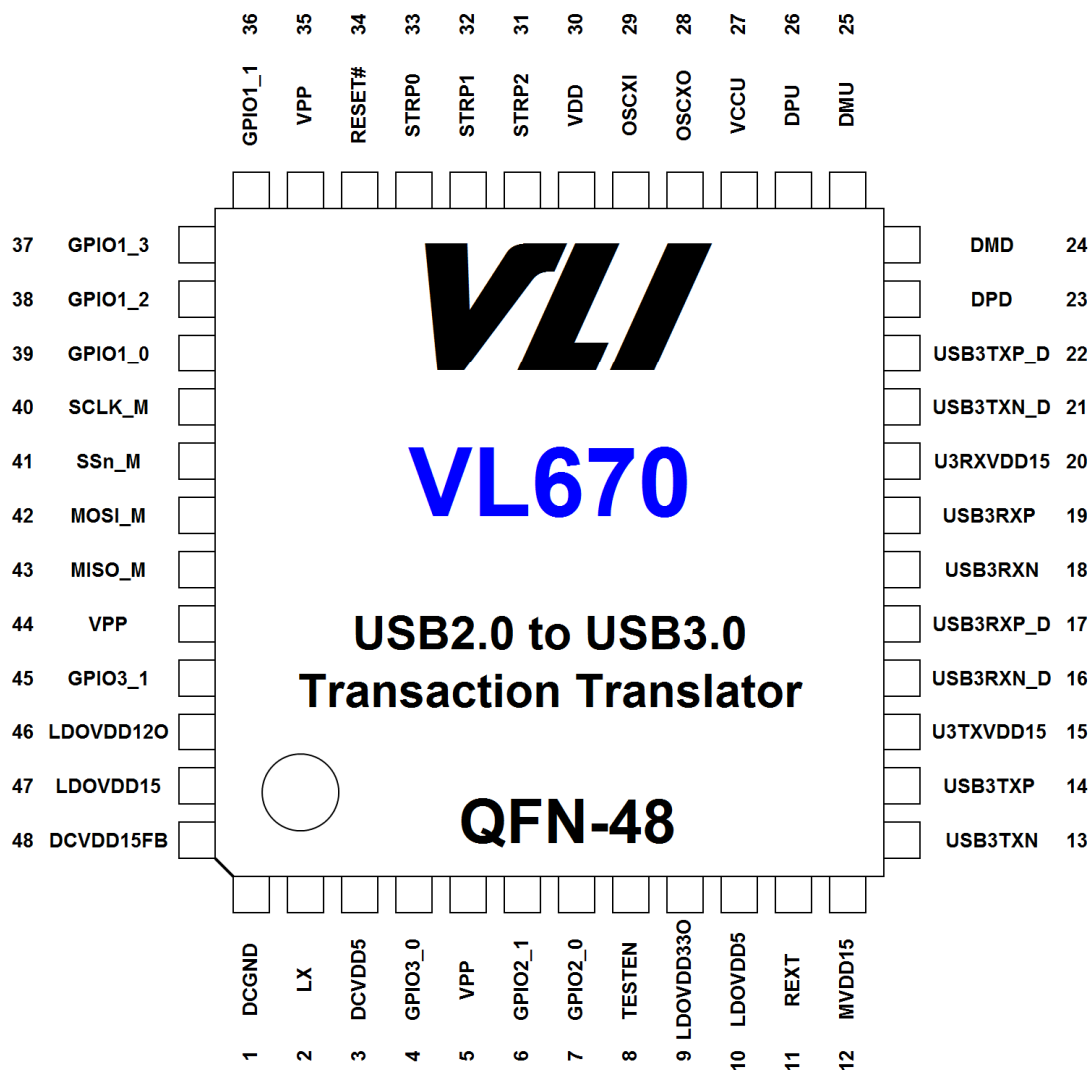 36 35 34 33 32 31 30 29 28 27 26 25
GPIO1_1 VPP RESET# STRP0 STRP1 STRP2 VDD OSCXI OSCXO VCCU DPU DMU
37 GPIO1_3
38 GPIO1_2
39 GPIO1_0
40 SCLK_M
41 SSn_M
42 MOSI_M
43 MISO_M
44 VPP
45 GPIO3_1
46 LDOVDD12O
47 LDOVDD15
48 DCVDD15FB
VLI
VL670
USB2.0 to USB3.0
Transaction Translator
QFN-48
DMD 24
DPD 23
USB3TXP_D 22
USB3TXN_D 21
U3RXVDD15 20
USB3RXP 19
USB3RXN 18
USB3RXP_D 17
USB3RXN_D 16
U3TXVDD15 15
USB3TXP 14
USB3TXN 13
DCGND LX DCVDD5 GPIO3_0 VPP GPIO2_1 GPIO2_0 TESTEN LDOVDD33O LDOVDD5 REXT MVDD15
1 2 3 4 5 6 7 8 9 10 11 12